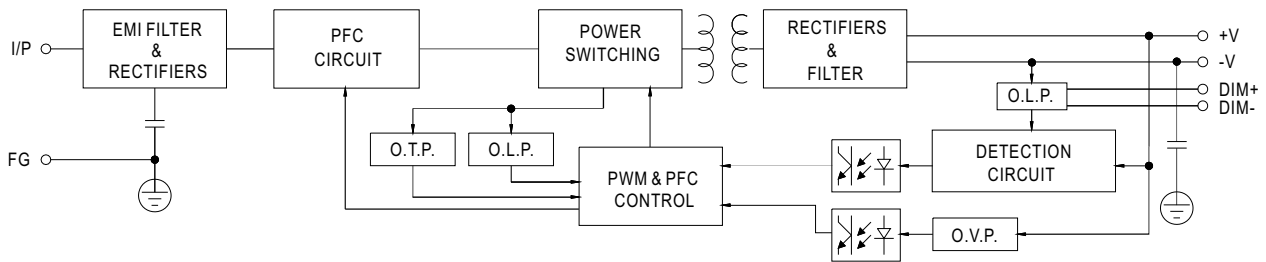 I/P
EMI FILTER
&
RECTIFIERS
PFC
CIRCUIT
POWER
SWITCHING
RECTIFIERS
&
FILTER
+V
-V
DIM+
DIM-
O.L.P.
FG
O.T.P.
O.L.P.
PWM & PFC
CONTROL
DETECTION
CIRCUIT
O.V.P.